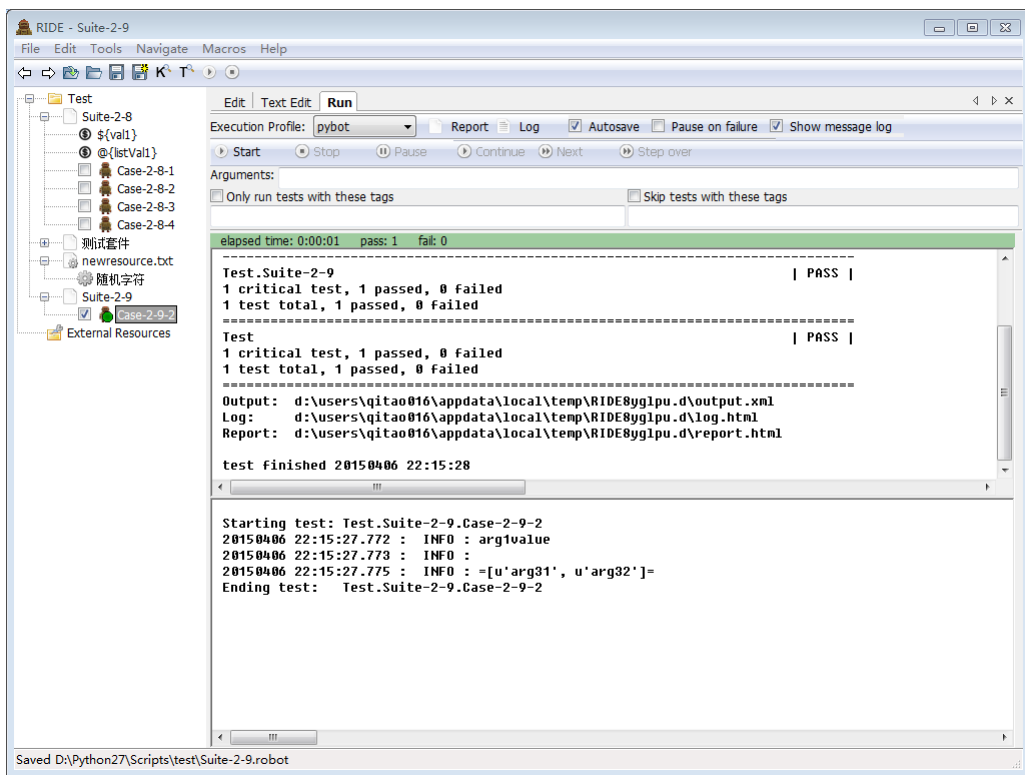 RIDE - Suite-2-9
File Edit Tools Navigate Macros Help
Test
Suite-2-8
${val1}
@{listVal1}
Case-2-8-1
Case-2-8-2
Case-2-8-3
Case-2-8-4
测试套件
newresource.txt
随机字符
Suite-2-9
Case-2-9-2
External Resources
Edit Text Edit Run
Execution Profile: pybot Report Log Autosave Pause on failure Show message log
Start Stop Pause Continue Next Step over
Arguments:
Only run tests with these tags Skip tests with these tags
elapsed time: 0:00:01 pass: 1 fail: 0
------------------------------------------------------------------------------
Test.Suite-2-9 | PASS |
1 critical test, 1 passed, 0 failed
1 test total, 1 passed, 0 failed
==============================================================================
Test | PASS |
1 critical test, 1 passed, 0 failed
1 test total, 1 passed, 0 failed
==============================================================================
Output: d:\users\qitao016\appdata\local\temp\RIDE8yglpu.d\output.xml
Log: d:\users\qitao016\appdata\local\temp\RIDE8yglpu.d\log.html
Report: d:\users\qitao016\appdata\local\temp\RIDE8yglpu.d\report.html
test finished 20150406 22:15:28
Starting test: Test.Suite-2-9.Case-2-9-2
20150406 22:15:27.772 : INFO : arg1value
20150406 22:15:27.773 : INFO :
20150406 22:15:27.775 : INFO : =[u'arg31', u'arg32']=
Ending test: Test.Suite-2-9.Case-2-9-2
Saved D:\Python27\Scripts\test\Suite-2-9.robot